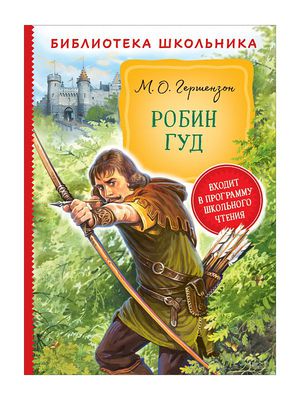 БИБЛИОТЕКА ШКОЛЬНИКА
М. О. Гершензон
РОБИН
ГУД
ВХОДИТ
В ПРОГРАММУ
ШКОЛЬНОГО
ЧТЕНИЯ